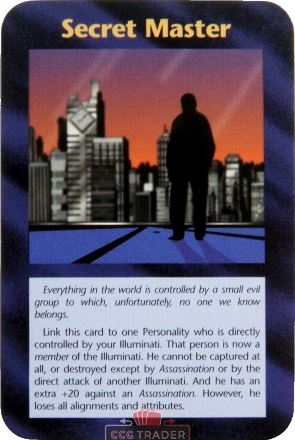 Secret Master
Everything in the world is controlled by a small evil
group to which, unfortunately, no one we know
belongs.
Link this card to one Personality who is directly
controlled by your Illuminati. That person is now a
member of the Illuminati. He cannot be captured at
all, or destroyed except by Assassination or by the
direct attack of another Illuminati. And he has an
extra +20 against an Assassination. However, he
loses all alignments and attributes.
CCG TRADER